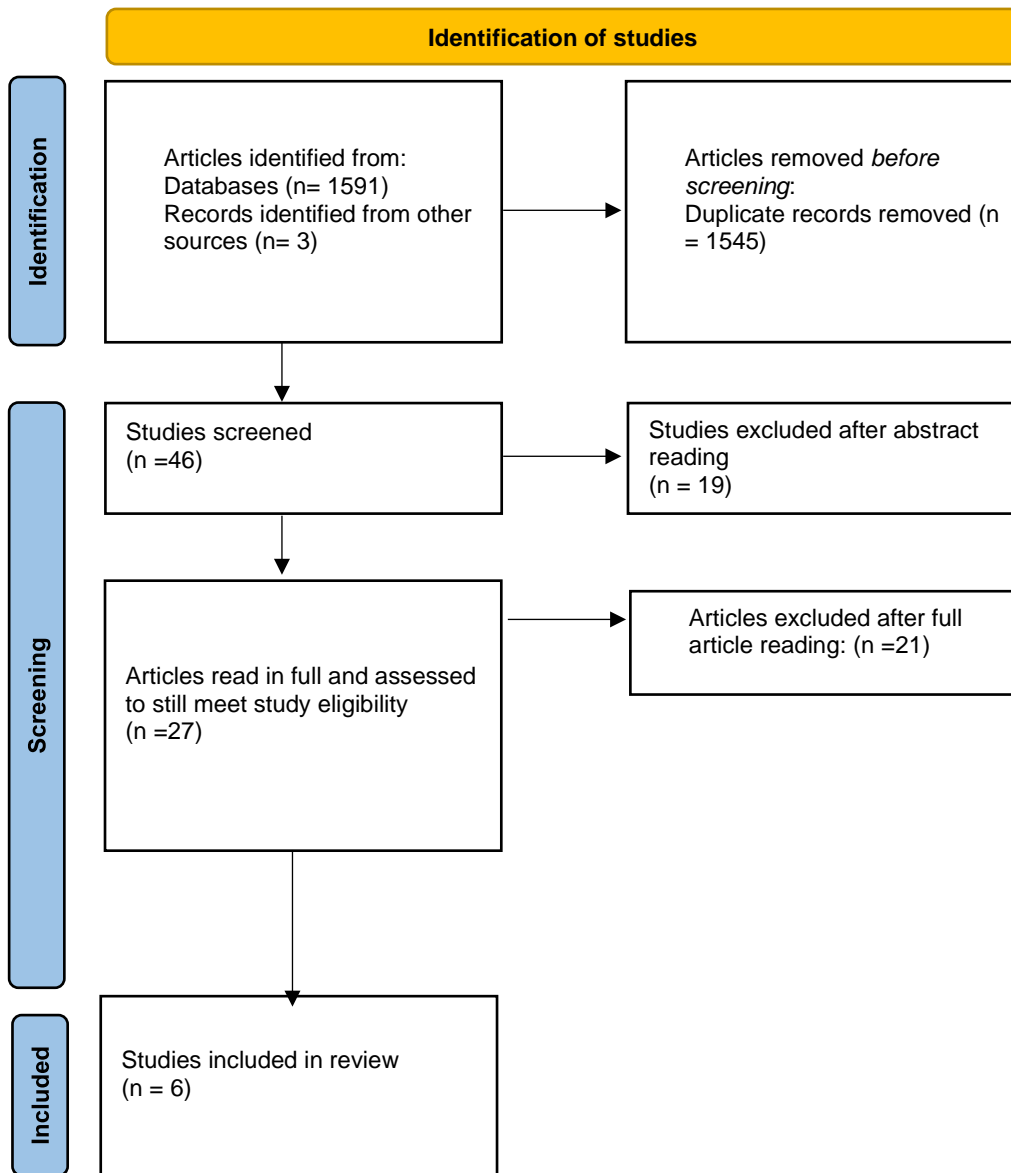 Identification of studies
Identification
Articles identified from:
Databases (n= 1591)
Records identified from other
sources (n= 3)
Articles removed before
screening:
Duplicate records removed (n
= 1545)
Screening
Studies screened
(n =46)
Studies excluded after abstract
reading
(n = 19)
Articles read in full and assessed
to still meet study eligibility
(n =27)
Articles excluded after full
article reading: (n =21)
Included
Studies included in review
(n = 6)